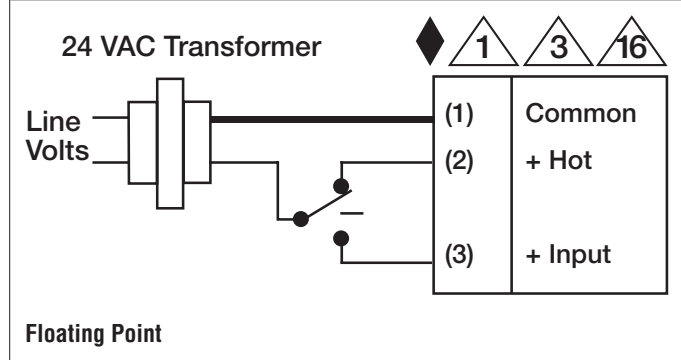 24 VAC Transformer
1 3 16
Line
Volts
(1) Common
(2) + Hot
(3) + Input
Floating Point